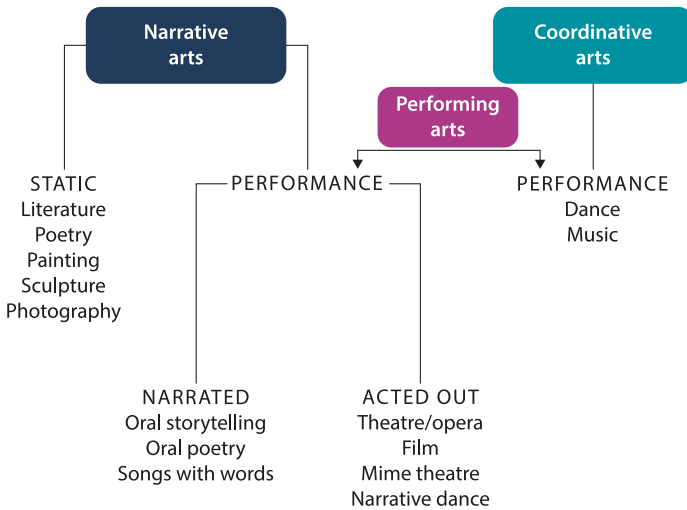 Narrative
arts
Coordinative
arts
Performing
arts
STATIC
Literature
Poetry
Painting
Sculpture
Photography
PERFORMANCE
PERFORMANCE
Dance
Music
NARRATED
Oral storytelling
Oral poetry
Songs with words
ACTED OUT
Theatre/opera
Film
Mime theatre
Narrative dance